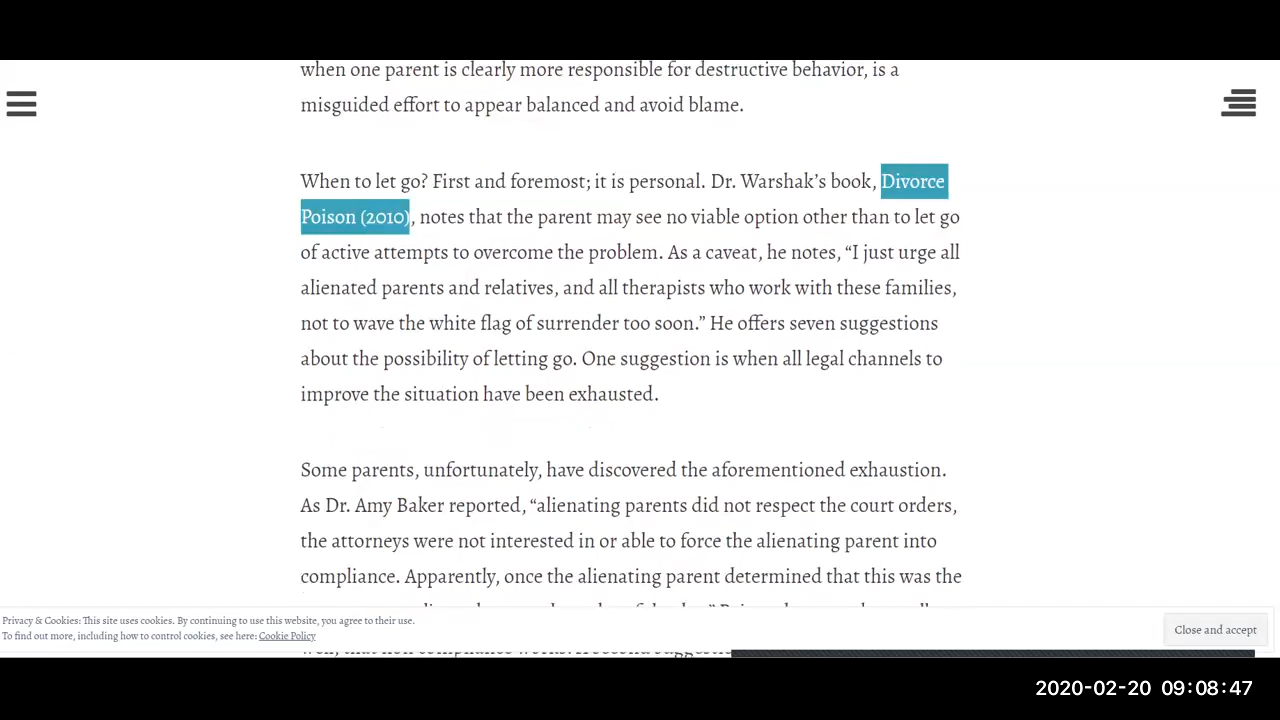 when one parent is clearly more responsible for destructive behavior, is a
misguided effort to appear balanced and avoid blame.
When to let go? First and foremost; it is personal. Dr. Warshak’s book, Divorce
Poison (2010), notes that the parent may see no viable option other than to let go
of active attempts to overcome the problem. As a caveat, he notes, “I just urge all
alienated parents and relatives, and all therapists who work with these families,
not to wave the white flag of surrender too soon.” He offers seven suggestions
about the possibility of letting go. One suggestion is when all legal channels to
improve the situation have been exhausted.
Some parents, unfortunately, have discovered the aforementioned exhaustion.
As Dr. Amy Baker reported, “alienating parents did not respect the court orders,
the attorneys were not interested in or able to force the alienating parent into
compliance. Apparently, once the alienating parent determined that this was the
Privacy & Cookies: This site uses cookies. By continuing to use this website, you agree to their use.
To find out more, including how to control cookies, see here: Cookie Policy
Close and accept
2020-02-20 09:08:47